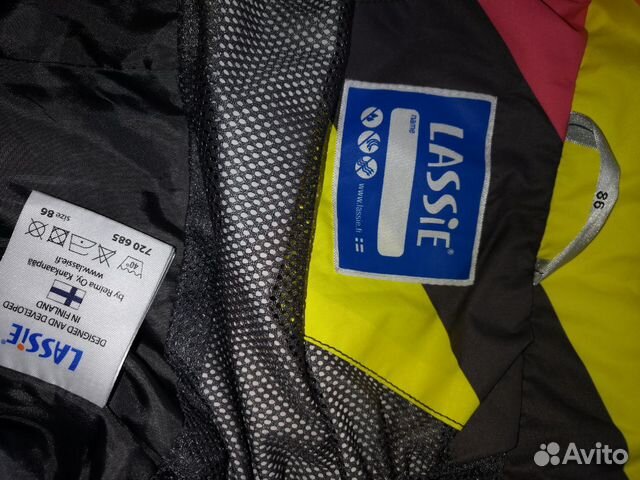 LASSiE®
name
www.lassie.fi
86
LASSiE®
DESIGNED AND DEVELOPED
IN FINLAND
by Reima Oy, Kankaanpää
www.lassie.fi
40°
720 685
size 86
Avito